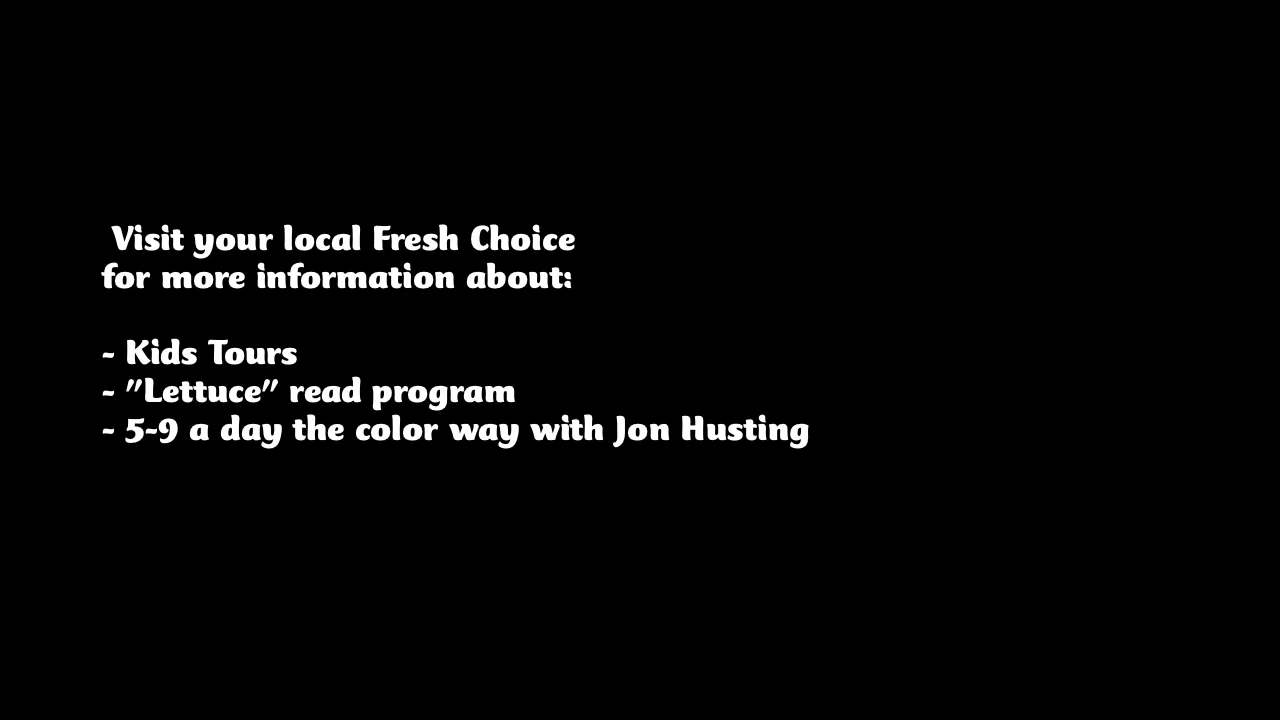 Visit your local Fresh Choice
for more information about:
- Kids Tours
- "Lettuce" read program
- 5-9 a day the color way with Jon Husting